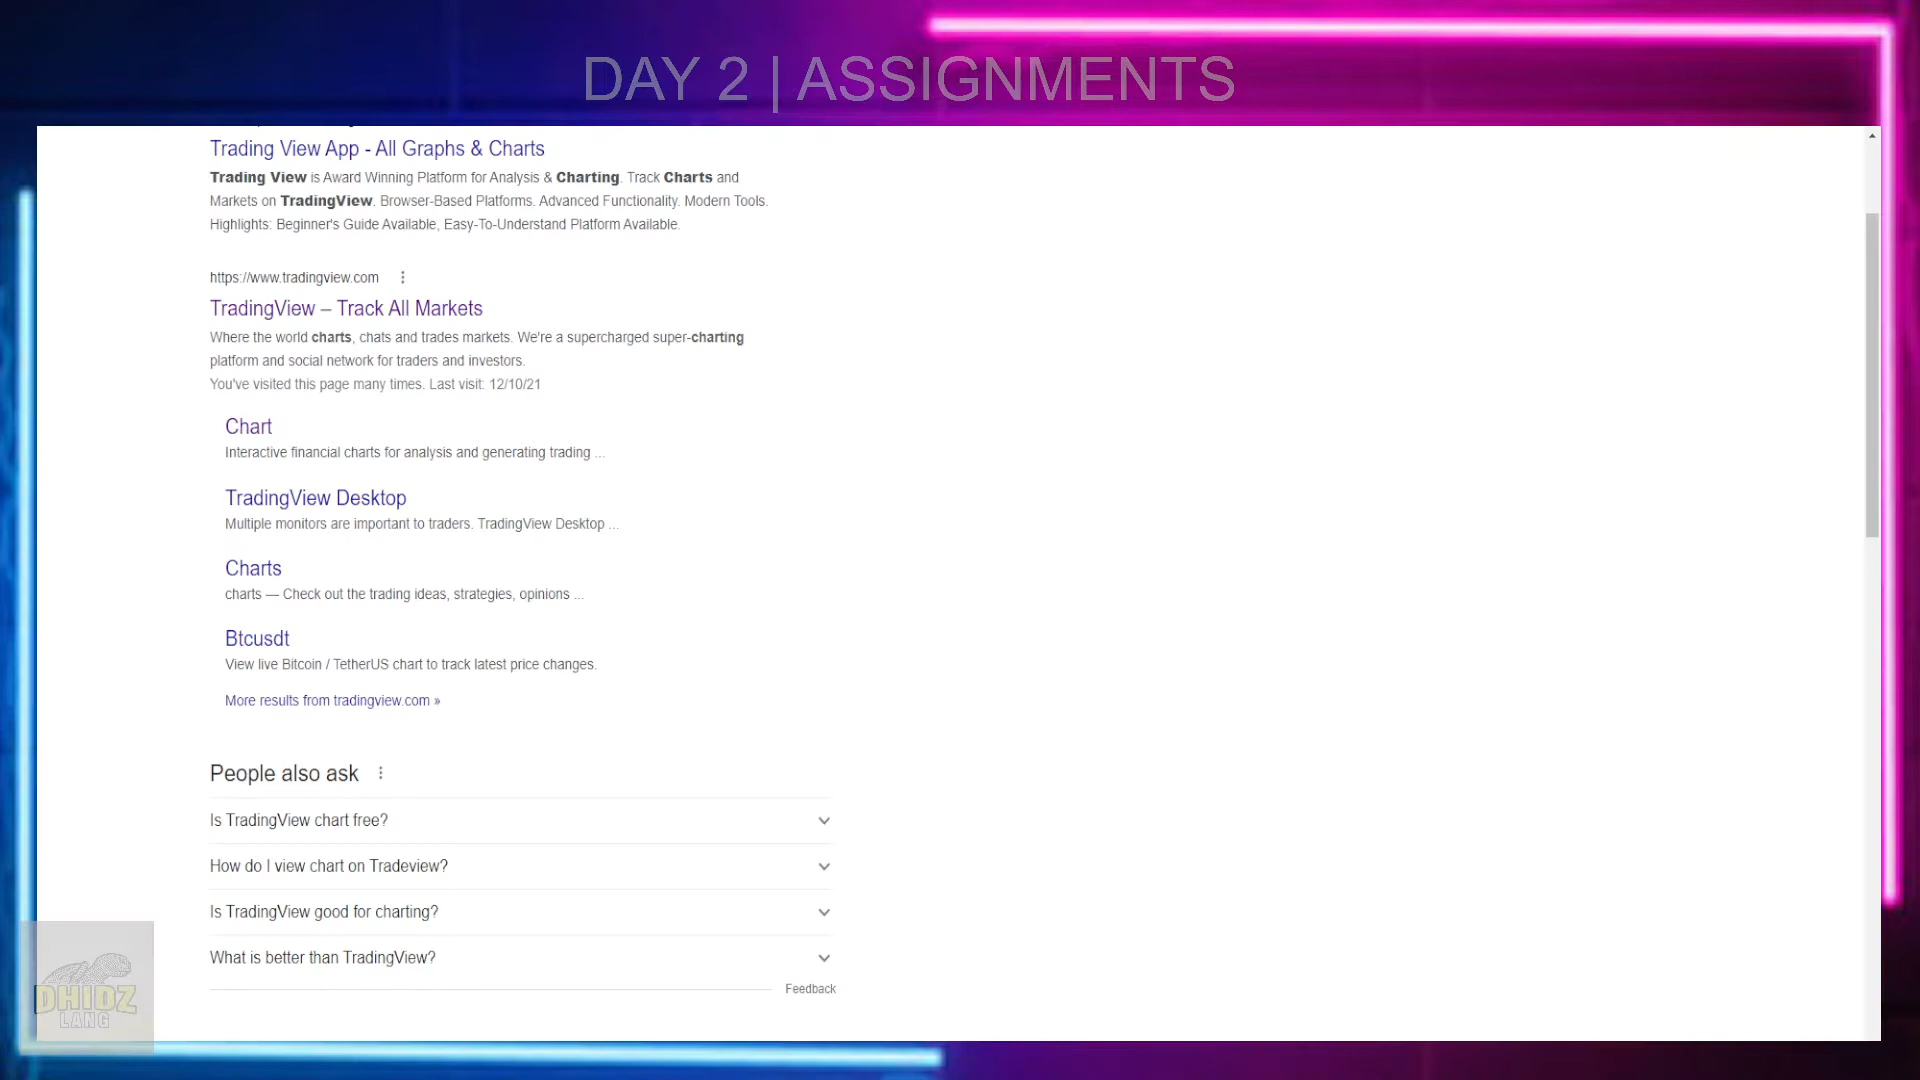 DAY 2 | ASSIGNMENTS
Trading View App - All Graphs & Charts
Trading View is Award Winning Platform for Analysis & Charting. Track Charts and
Markets on TradingView. Browser-Based Platforms. Advanced Functionality. Modern Tools.
Highlights: Beginner's Guide Available, Easy-To-Understand Platform Available.
https://www.tradingview.com
TradingView – Track All Markets
Where the world charts, chats and trades markets. We're a supercharged super-charting
platform and social network for traders and investors.
You've visited this page many times. Last visit: 12/10/21
Chart
Interactive financial charts for analysis and generating trading ...
TradingView Desktop
Multiple monitors are important to traders. TradingView Desktop ...
Charts
charts — Check out the trading ideas, strategies, opinions ...
Btcusdt
View live Bitcoin / TetherUS chart to track latest price changes.
More results from tradingview.com »
People also ask
Is TradingView chart free?
How do I view chart on Tradeview?
Is TradingView good for charting?
What is better than TradingView?
Feedback
DHIDZ
LANG